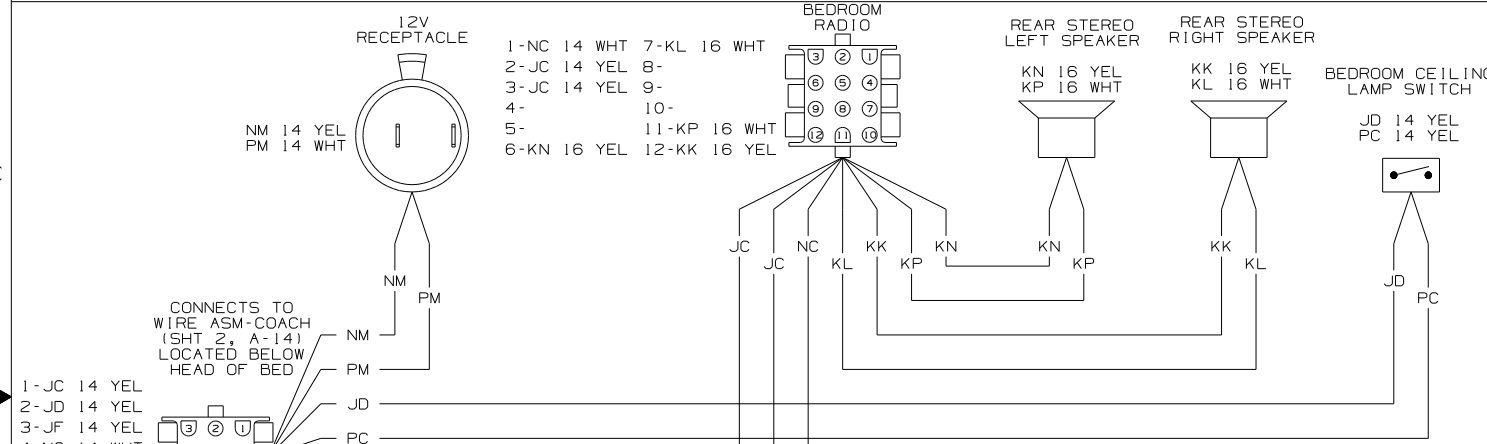 12V
RECEPTACLE
NM 14 YEL
PM 14 WHT
1-NC 14 WHT 7-KL 16 WHT
2-JC 14 YEL 8-
3-JC 14 YEL 9-
4- 10-
5- 11-KP 16 WHT
6-KN 16 YEL 12-KK 16 YEL
BEDROOM
RADIO
3 2 1
6 5 4
9 8 7
12 11 10
REAR STEREO
LEFT SPEAKER
KN 16 YEL
KP 16 WHT
REAR STEREO
RIGHT SPEAKER
KK 16 YEL
KL 16 WHT
BEDROOM CEILING
LAMP SWITCH
JD 14 YEL
PC 14 YEL
JC
JC
NC
KL
KK
KP
KN
KN
KP
KK
KL
JD
PC
NM
PM
CONNECTS TO
WIRE ASM-COACH
(SHT 2, A-14)
LOCATED BELOW
HEAD OF BED
NM
PM
JD
PC
1-JC 14 YEL
2-JD 14 YEL
3-JF 14 YEL
3 2 1